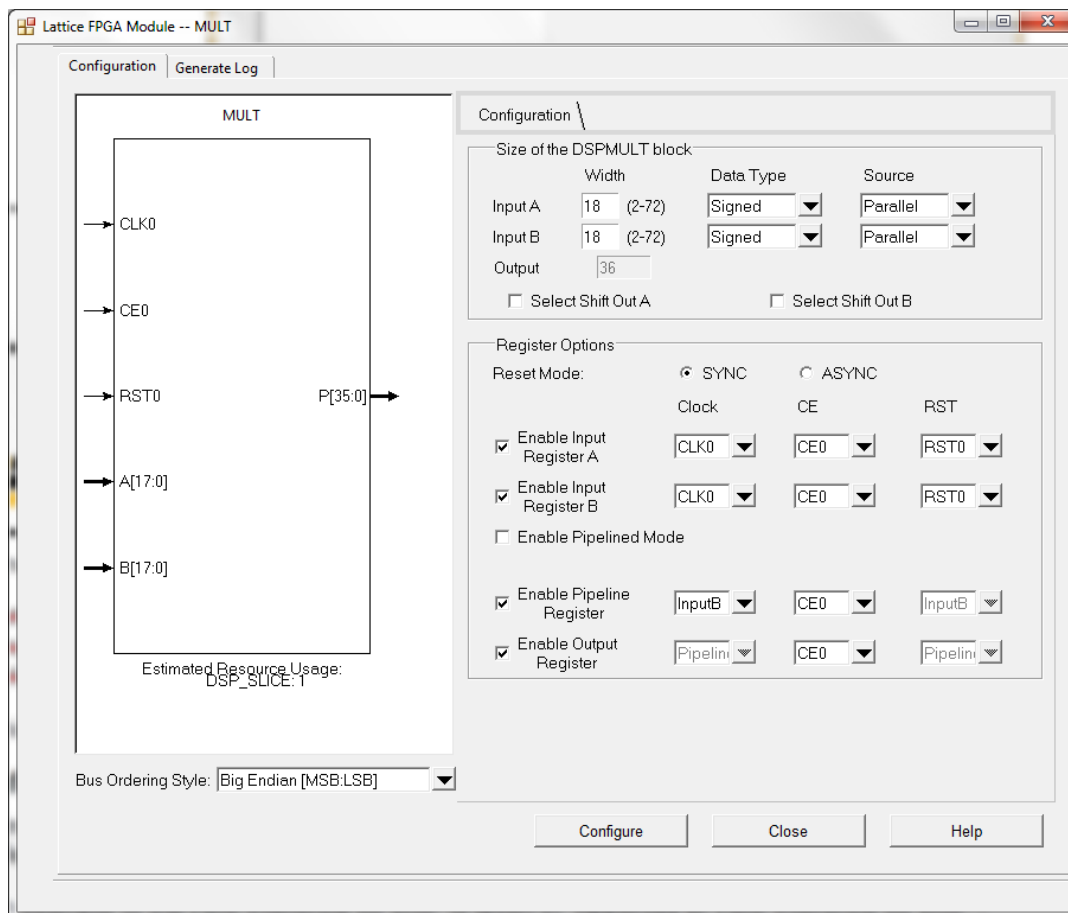 Lattice FPGA Module -- MULT
Configuration
Generate Log
MULT
CLK0
CE0
RST0
P[35:0]
A[17:0]
B[17:0]
Estimated Resource Usage:
DSP_SLICE: 1
Bus Ordering Style: Big Endian [MSB:LSB]
Configuration
Size of the DSPMULT block
Width Data Type Source
Input A 18 (2-72) Signed Parallel
Input B 18 (2-72) Signed Parallel
Output 36
Select Shift Out A Select Shift Out B
Register Options
Reset Mode: SYNC ASYNC
Clock CE RST
Enable Input
Register A
CLK0 CE0 RST0
Enable Input
Register B
CLK0 CE0 RST0
Enable Pipelined Mode
Enable Pipeline
Register
InputB CE0 InputB
Enable Output
Register
Pipelin CE0 Pipelin
Configure Close Help